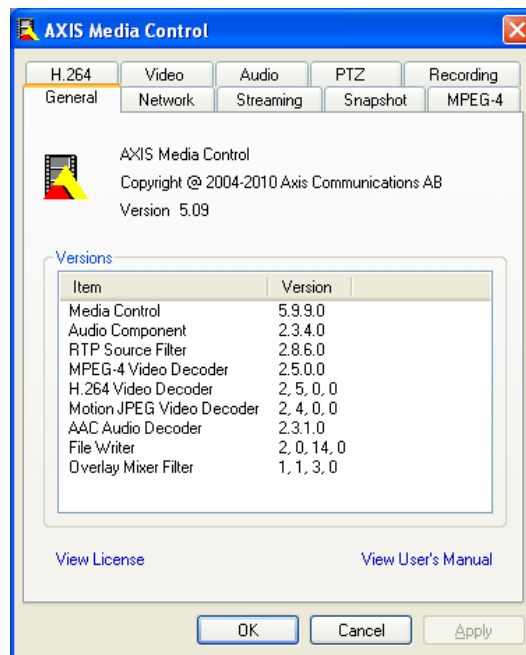 AXIS Media Control
H.264 Video Audio PTZ Recording
General Network Streaming Snapshot MPEG-4
AXIS Media Control
Copyright @ 2004-2010 Axis Communications AB
Version 5.09
Versions
Item Version
Media Control 5.9.9.0
Audio Component 2.3.4.0
RTP Source Filter 2.8.6.0
MPEG-4 Video Decoder 2.5.0.0
H.264 Video Decoder 2, 5, 0, 0
Motion JPEG Video Decoder 2, 4, 0, 0
AAC Audio Decoder 2.3.1.0
File Writer 2, 0, 14, 0
Overlay Mixer Filter 1, 1, 3, 0
View License View User's Manual
OK Cancel Apply